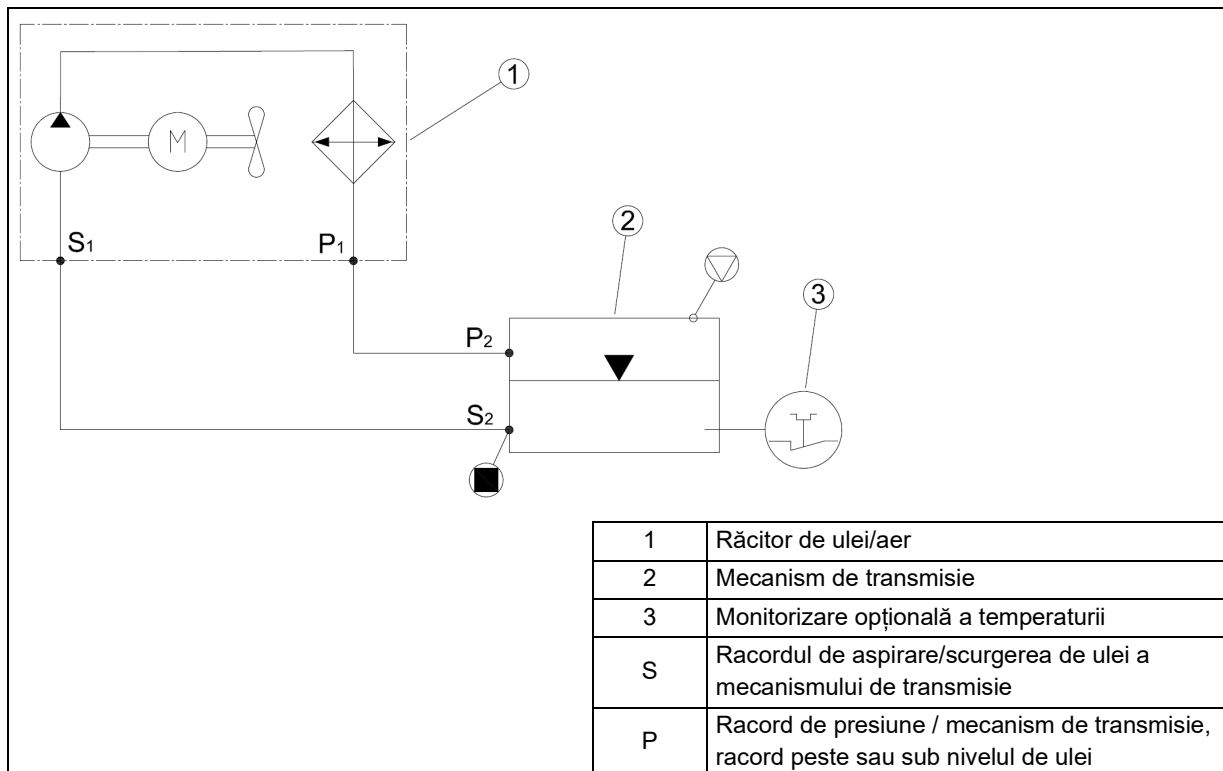 1
M
S1
P1
2
3
P2
S2
1 Răcitor de ulei/aer
2 Mecanism de transmisie
3 Monitorizare opțională a temperaturii
S Racordul de aspirare/scurgerea de ulei a
mecanismului de transmisie
P Racord de presiune / mecanism de transmisie,
racord peste sau sub nivelul de ulei